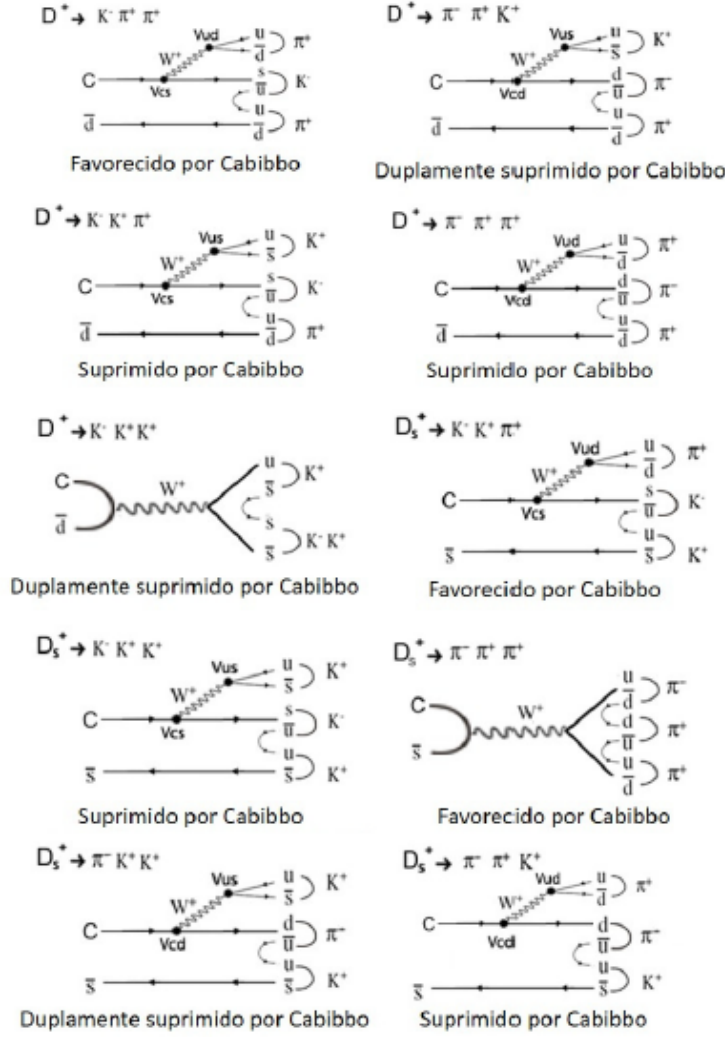 D⁺ → K⁻ π⁺ π⁺
Vud
u
d̅
π⁺
W⁺
C
s
u̅
K⁻
Vcs
u
d̅
π⁺
d̅
Favorecido por Cabibbo
D⁺ → π⁻ π⁺ K⁺
Vus
u
s̅
K⁺
W⁺
C
d
u̅
π⁻
Vcd
u
d̅
π⁺
d̅
Duplamente suprimido por Cabibbo
D⁺ → K⁻ K⁺ π⁺
Vus
u
s̅
K⁺
W⁺
C
s
u̅
K⁻
Vcs
u
d̅
π⁺
d̅
Suprimido por Cabibbo
D⁺ → π⁻ π⁺ π⁺
Vud
u
d̅
π⁺
W⁺
C
d
u̅
π⁻
Vcd
u
d̅
π⁺
d̅
Suprimido por Cabibbo
D⁺ → K⁻ K⁺ K⁺
C
W⁺
u
s̅
K⁺
d̅
s
s̅
K⁻ K⁺
Duplamente suprimido por Cabibbo
Dₛ⁺ → K⁻ K⁺ π⁺
Vud
u
d̅
π⁺
W⁺
C
s
u̅
K⁻
Vcs
u
s̅
K⁺
s̅
Favorecido por Cabibbo
Dₛ⁺ → K⁻ K⁺ K⁺
Vus
u
s̅
K⁺
W⁺
C
s
u̅
K⁻
Vcs
u
s̅
K⁺
s̅
Suprimido por Cabibbo
Dₛ⁺ → π⁻ π⁺ π⁺
C
W⁺
u
d̅
π⁻
d
u̅
π⁺
s̅
u
d̅
π⁺
Favorecido por Cabibbo
Dₛ⁺ → π⁻ K⁺ K⁺
Vus
u
s̅
K⁺
W⁺
C
d
u̅
π⁻
Vcd
u
s̅
K⁺
s̅
Duplamente suprimido por Cabibbo
Dₛ⁺ → π⁻ π⁺ K⁺
Vud
u
d̅
π⁺
W⁺
C
d
u̅
π⁻
Vcd
u
s̅
K⁺
s̅
Suprimido por Cabibbo